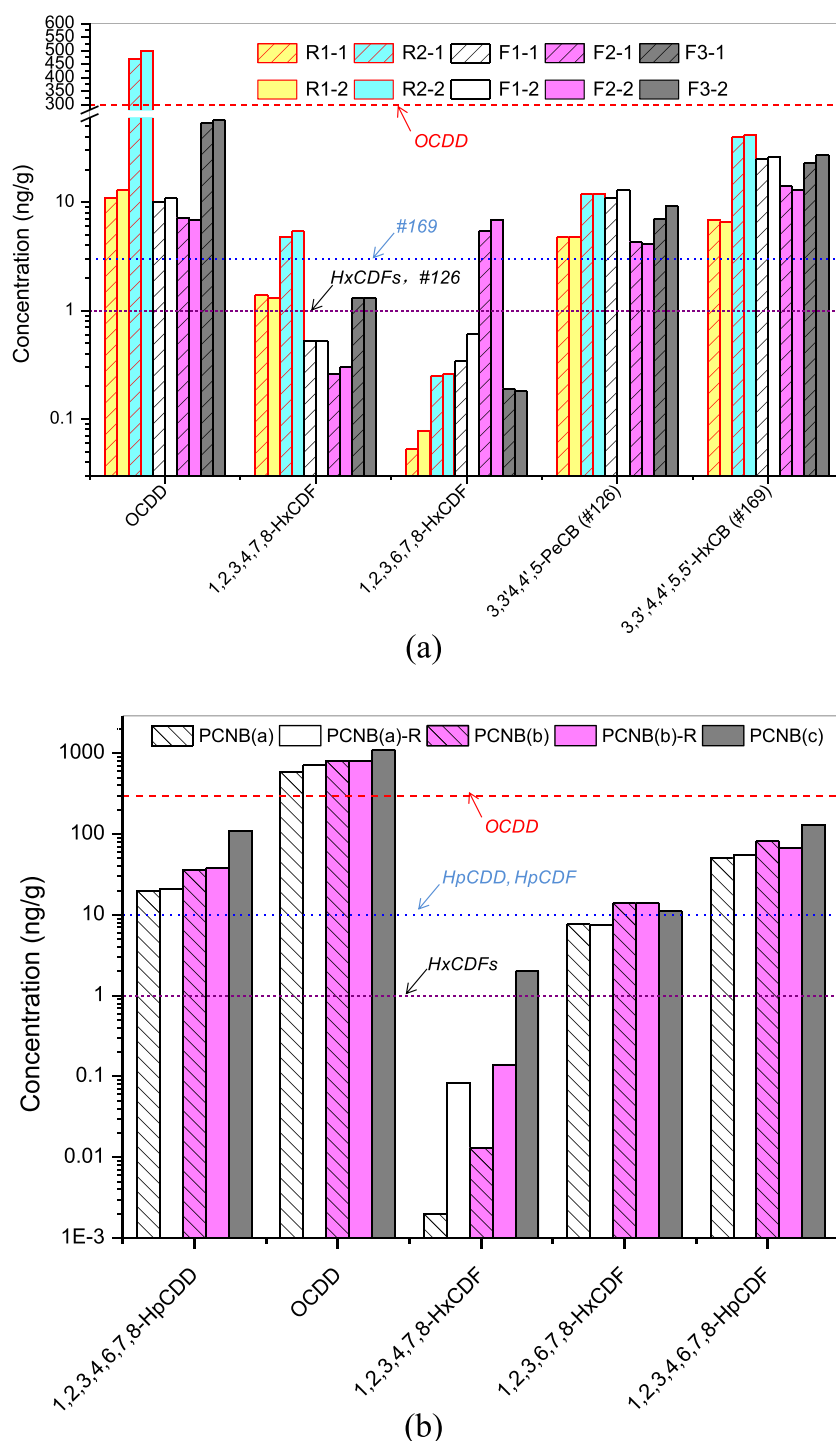 600
500
450
400
350
300
10
1
0.1
Concentration (ng/g)
R1-1 R2-1 F1-1 F2-1 F3-1
R1-2 R2-2 F1-2 F2-2 F3-2
OCDD
#169
HxCDFs, #126
OCDD
1,2,3,4,7,8-HxCDF
1,2,3,6,7,8-HxCDF
3,3'4,4',5-PeCB (#126)
3,3',4,4',5,5'-HxCB (#169)
(a)
1000
100
10
1
0.1
0.01
1E-3
Concentration (ng/g)
PCNB(a) PCNB(a)-R PCNB(b) PCNB(b)-R PCNB(c)
OCDD
HpCDD, HpCDF
HxCDFs
1,2,3,4,6,7,8-HpCDD
OCDD
1,2,3,4,7,8-HxCDF
1,2,3,6,7,8-HxCDF
1,2,3,4,6,7,8-HpCDF
(b)